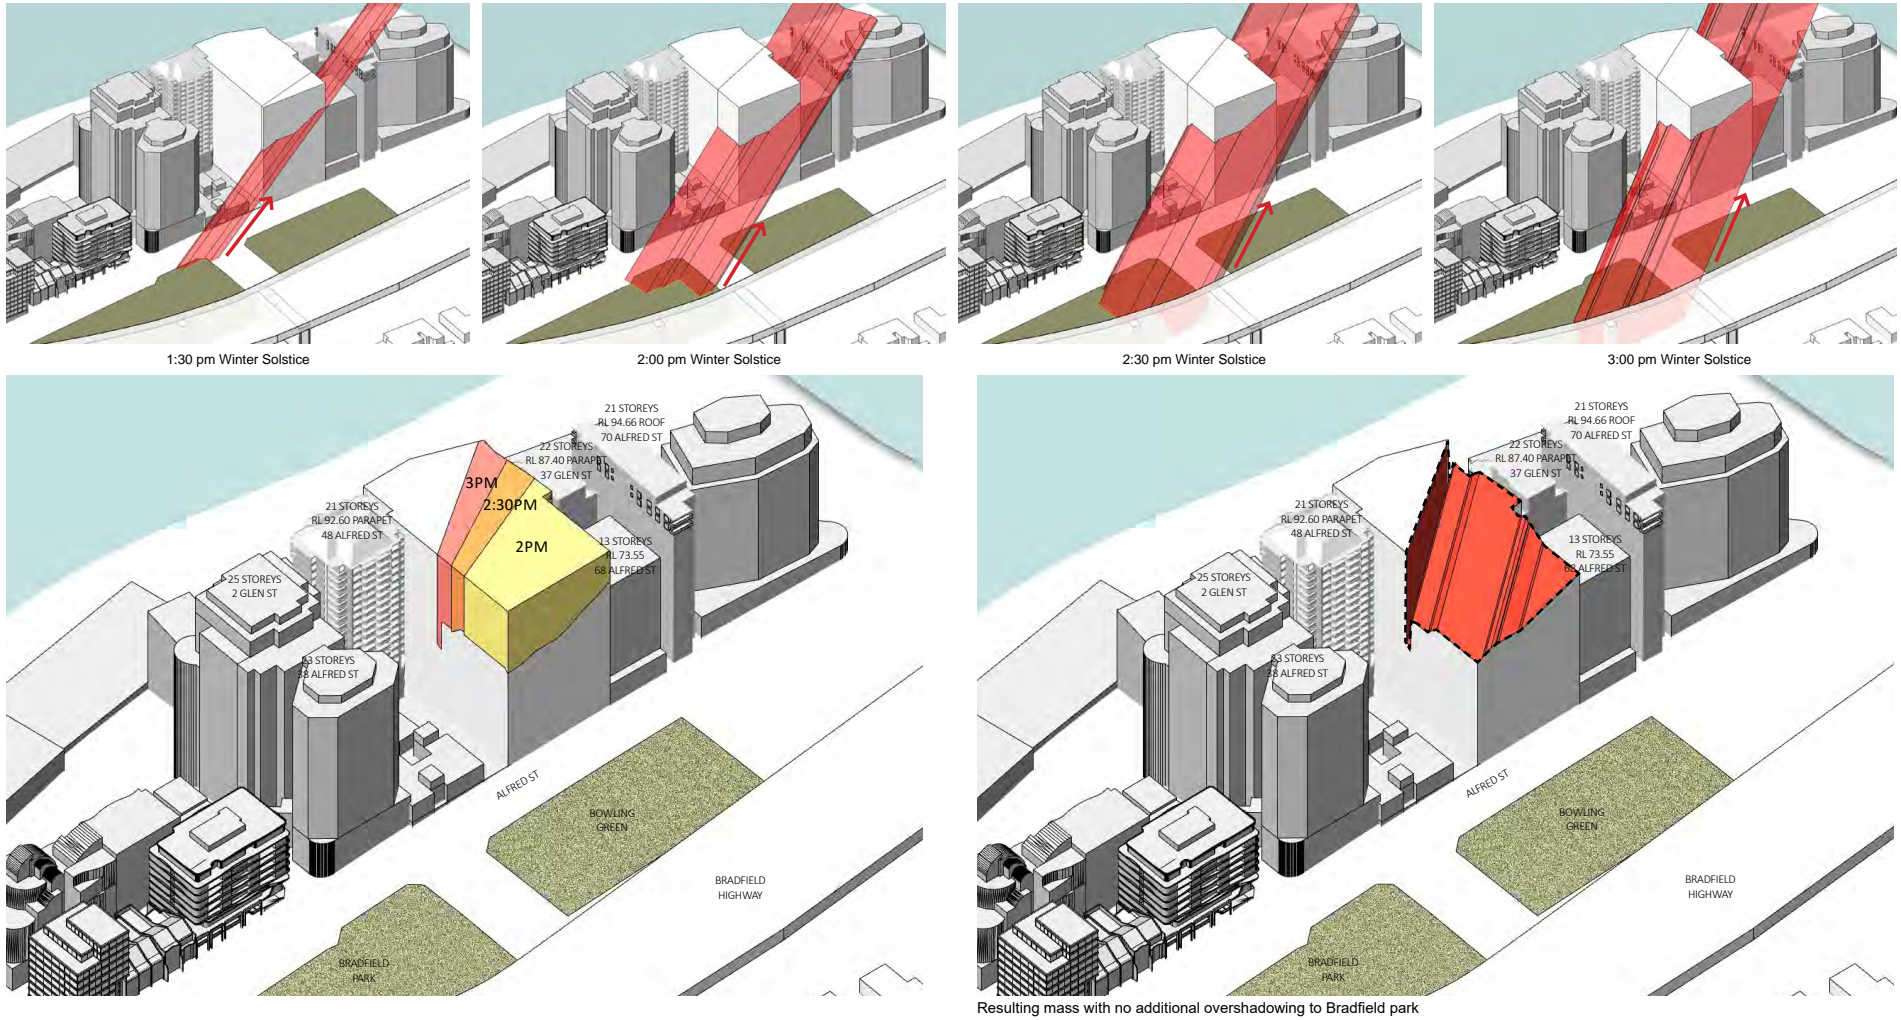 1:30 pm Winter Solstice
2:00 pm Winter Solstice
2:30 pm Winter Solstice
3:00 pm Winter Solstice
21 STOREYS
RL 94.66 ROOF
70 ALFRED ST
22 STOREYS
RL 87.40 PARAPET
37 GLEN ST
3PM
2:30PM
2PM
21 STOREYS
RL 92.60 PARAPET
48 ALFRED ST
13 STOREYS
RL 73.55
68 ALFRED ST
25 STOREYS
2 GLEN ST
23 STOREYS
38 ALFRED ST
ALFRED ST
BOWLING
GREEN
BRADFIELD
HIGHWAY
BRADFIELD
PARK
21 STOREYS
RL 94.66 ROOF
70 ALFRED ST
22 STOREYS
RL 87.40 PARAPET
37 GLEN ST
21 STOREYS
RL 92.60 PARAPET
48 ALFRED ST
13 STOREYS
RL 73.55
68 ALFRED ST
25 STOREYS
2 GLEN ST
23 STOREYS
38 ALFRED ST
ALFRED ST
BOWLING
GREEN
BRADFIELD
HIGHWAY
BRADFIELD
PARK
Resulting mass with no additional overshadowing to Bradfield park